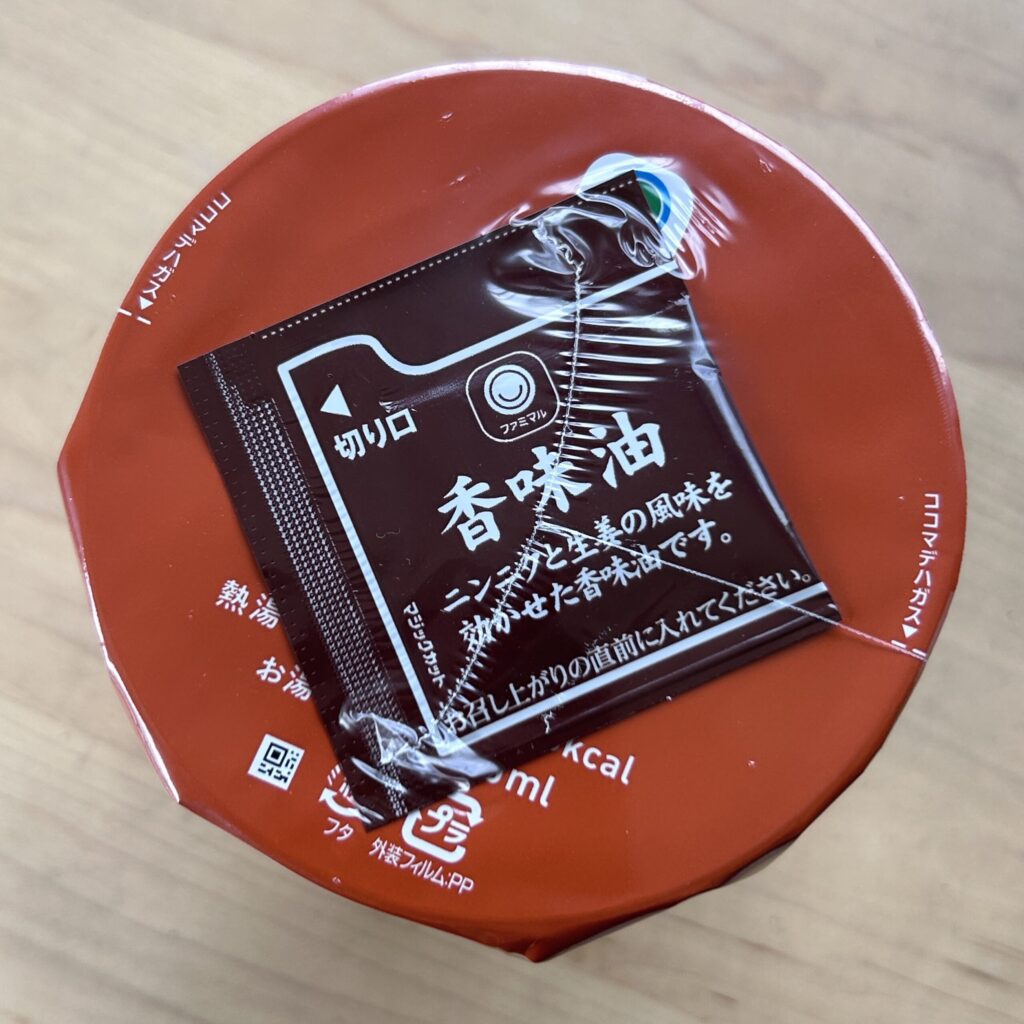 ココマデハガス▼
切り口
ファミマル
香味油
ニンニクと生姜の風味を
効かせた香味油です。
マジックカット
お召し上がりの直前に入れてください。
ココマデハガス▼
熱湯
お湯
kcal
ml
フタ
プラ
外装フィルム:PP